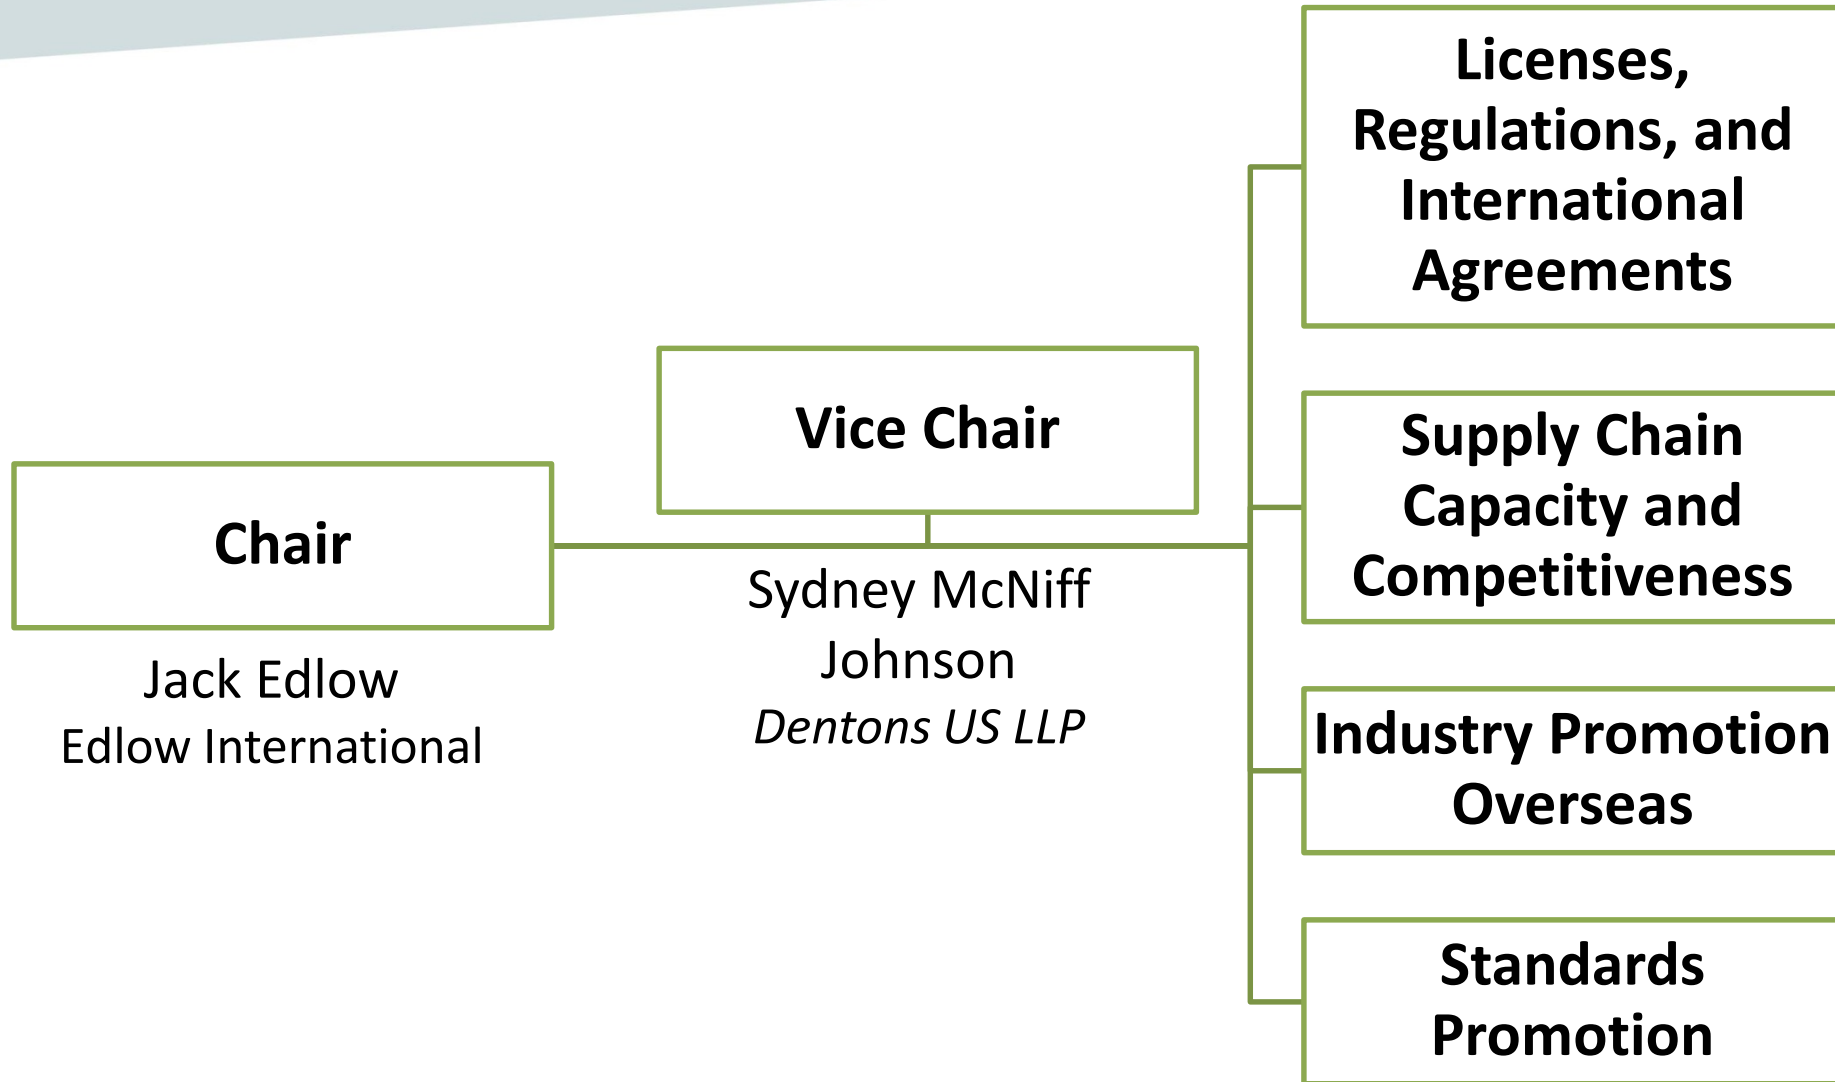 Chair
Jack Edlow
Edlow International
Vice Chair
Sydney McNiff
Johnson
Dentons US LLP
Licenses,
Regulations, and
International
Agreements
Supply Chain
Capacity and
Competitiveness
Industry Promotion
Overseas
Standards
Promotion